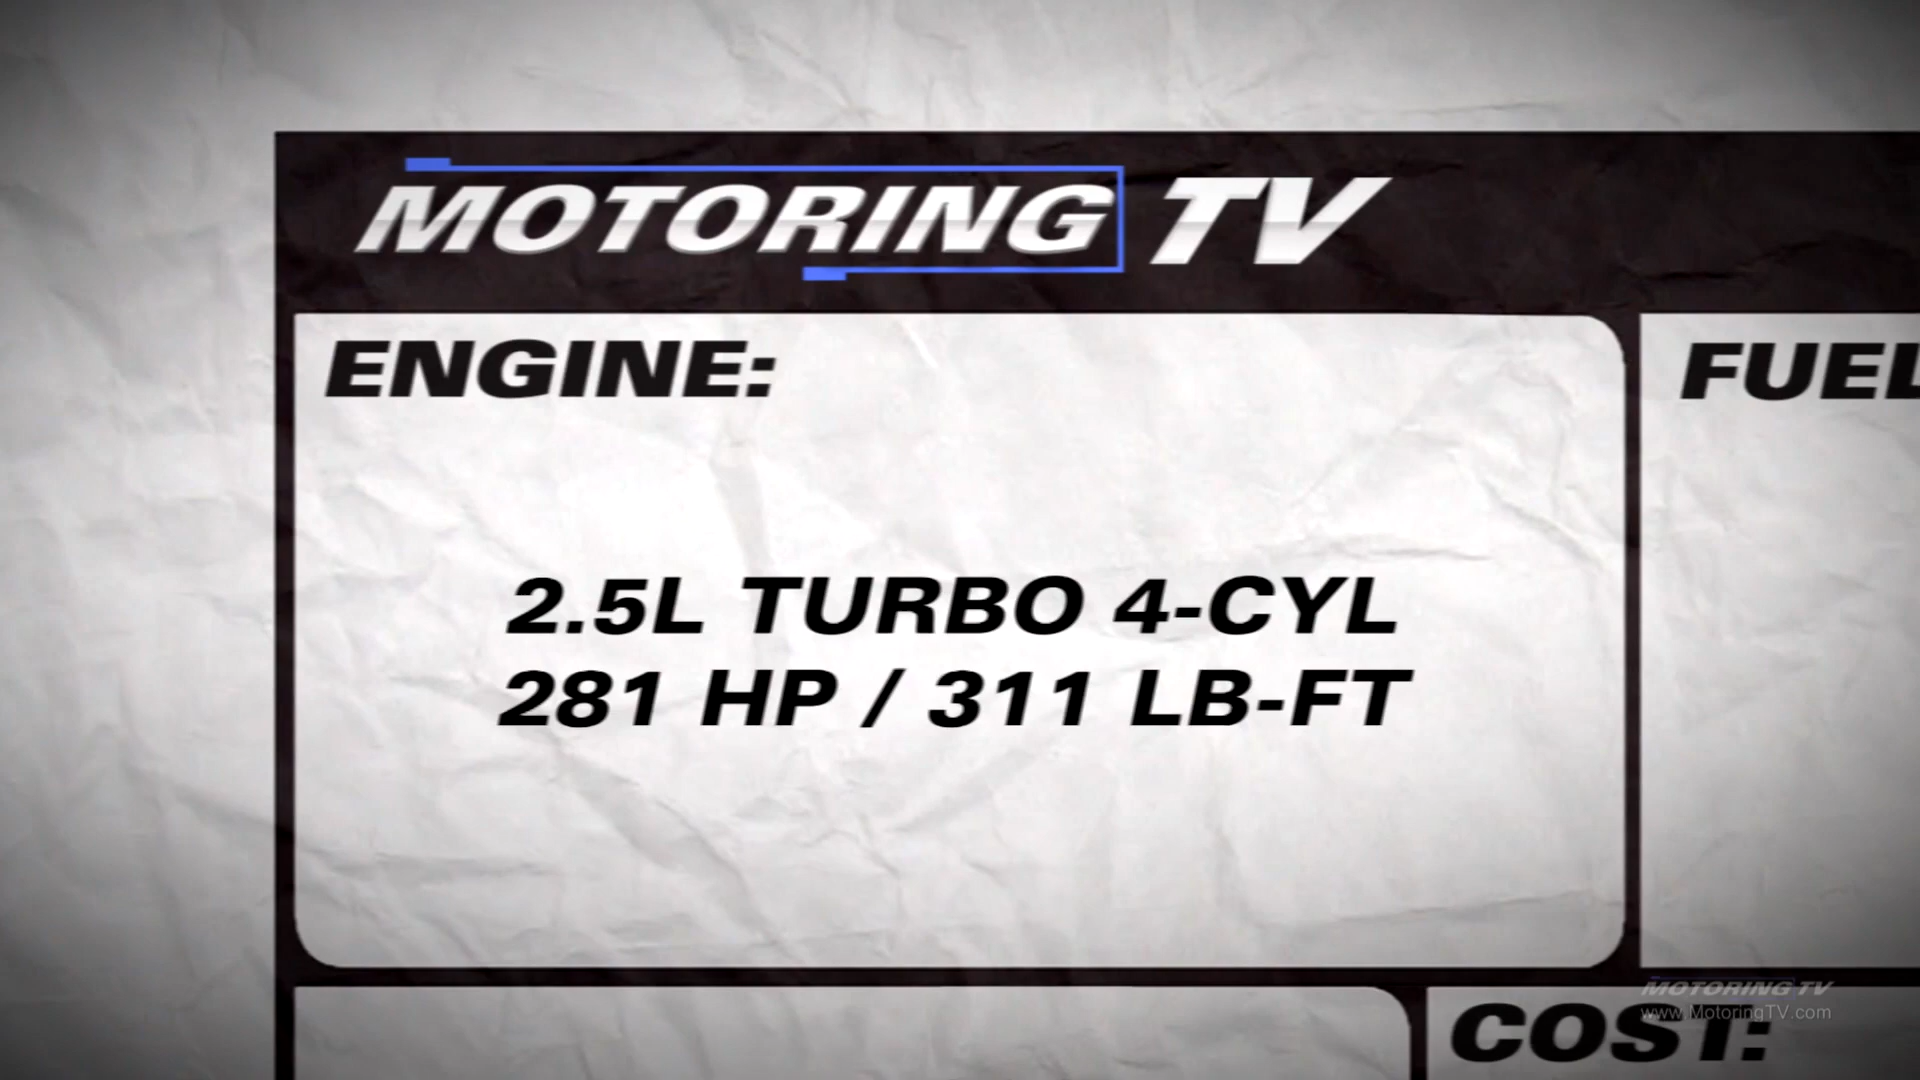 MOTORING TV
ENGINE:
FUEL
2.5L TURBO 4-CYL
281 HP / 311 LB-FT
COST:
MOTORING TV
www.MotoringTV.com